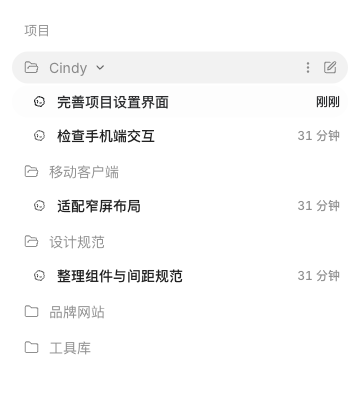 项目
Cindy
完善项目设置界面 刚刚
检查手机端交互 31 分钟
移动客户端
适配窄屏布局 31 分钟
设计规范
整理组件与间距规范 31 分钟
品牌网站
工具库